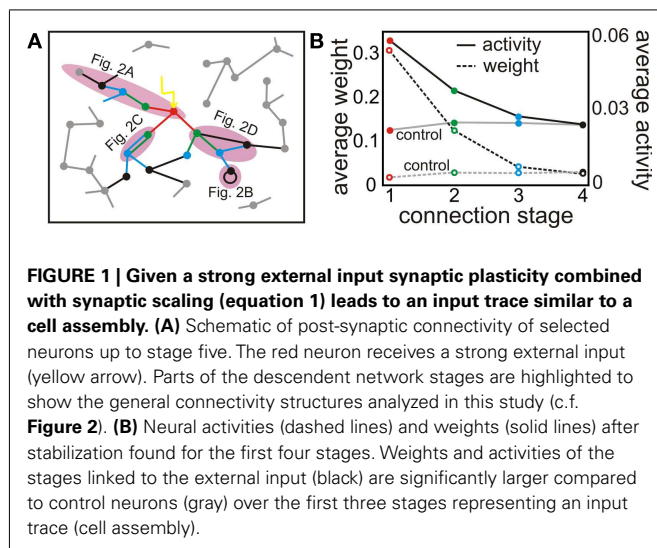 A
Fig. 2A
Fig. 2C
Fig. 2D
Fig. 2B
B
average weight
0.3
0.2
0.1
0
activity
weight
control
control
1 2 3 4
connection stage
0.06
0.03
0
average activity
FIGURE 1 | Given a strong external input synaptic plasticity combined
with synaptic scaling (equation 1) leads to an input trace similar to a
cell assembly. (A) Schematic of post-synaptic connectivity of selected
neurons up to stage five. The red neuron receives a strong external input
(yellow arrow). Parts of the descendent network stages are highlighted to
show the general connectivity structures analyzed in this study (c.f.
Figure 2). (B) Neural activities (dashed lines) and weights (solid lines) after
stabilization found for the first four stages. Weights and activities of the
stages linked to the external input (black) are significantly larger compared
to control neurons (gray) over the first three stages representing an input
trace (cell assembly).